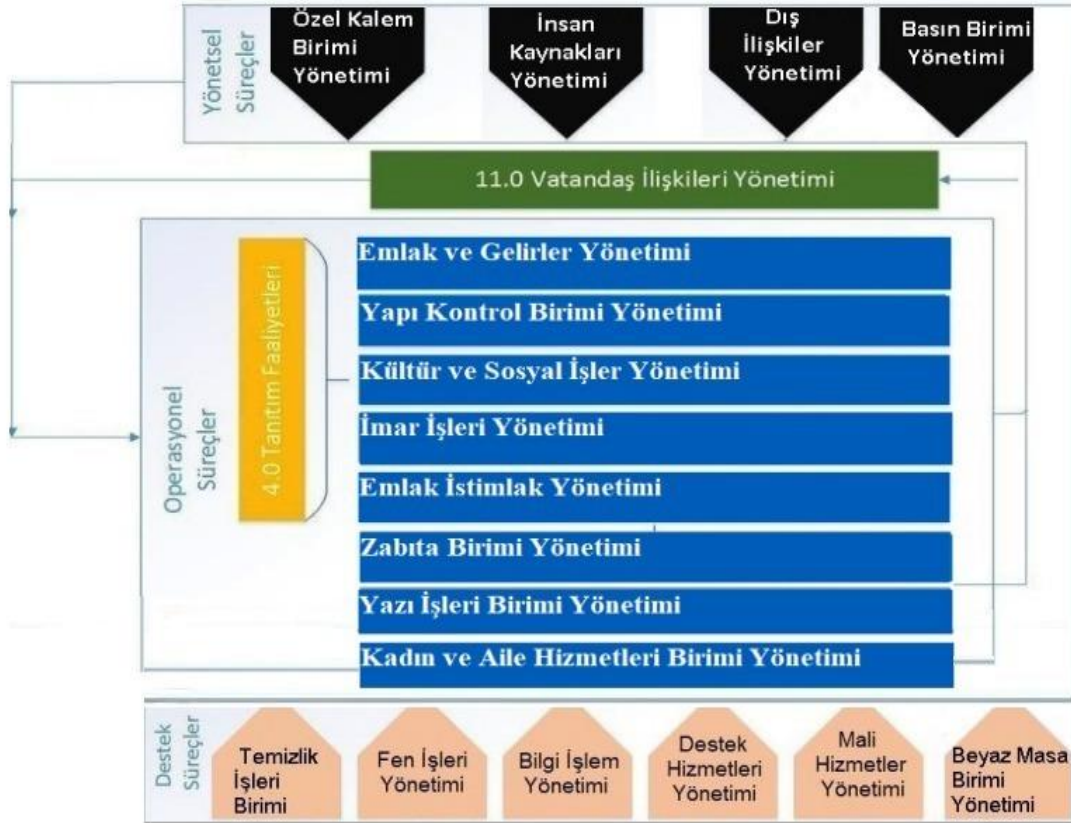 Yönetsel
Süreçler
Özel Kalem
Birimi
Yönetimi
İnsan
Kaynakları
Yönetimi
Dış
İlişkiler
Yönetimi
Basın Birimi
Yönetimi
11.0 Vatandaş İlişkileri Yönetimi
Operasyonel
Süreçler
4.0 Tanıtım Faaliyetleri
Emlak ve Gelirler Yönetimi
Yapı Kontrol Birimi Yönetimi
Kültür ve Sosyal İşler Yönetimi
İmar İşleri Yönetimi
Emlak İstimlak Yönetimi
Zabıta Birimi Yönetimi
Yazı İşleri Birimi Yönetimi
Kadın ve Aile Hizmetleri Birimi Yönetimi
Destek
Süreçler
Temizlik
İşleri
Birimi
Fen İşleri
Yönetimi
Bilgi İşlem
Yönetimi
Destek
Hizmetleri
Yönetimi
Mali
Hizmetler
Yönetimi
Beyaz Masa
Birimi
Yönetimi